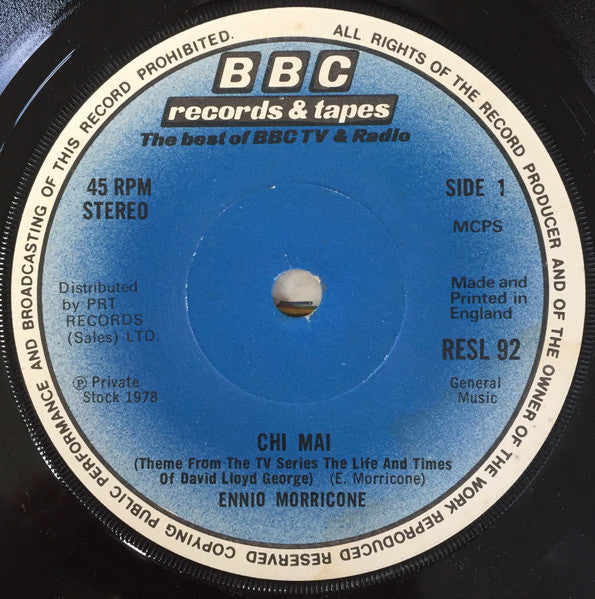 ALL RIGHTS OF THE RECORD PRODUCER AND OF THE OWNER OF THE WORK REPRODUCED RESERVED COPYING PUBLIC PERFORMANCE AND BROADCASTING OF THIS RECORD PROHIBITED.
BBC
records & tapes
The best of BBC TV & Radio
45 RPM
STEREO
SIDE 1
MCPS
Distributed
by PRT
RECORDS
(Sales) LTD.
Made and
Printed in
England
RESL 92
℗ Private
Stock 1978
General
Music
CHI MAI
(Theme From The TV Series The Life And Times
Of David Lloyd George) (E. Morricone)
ENNIO MORRICONE